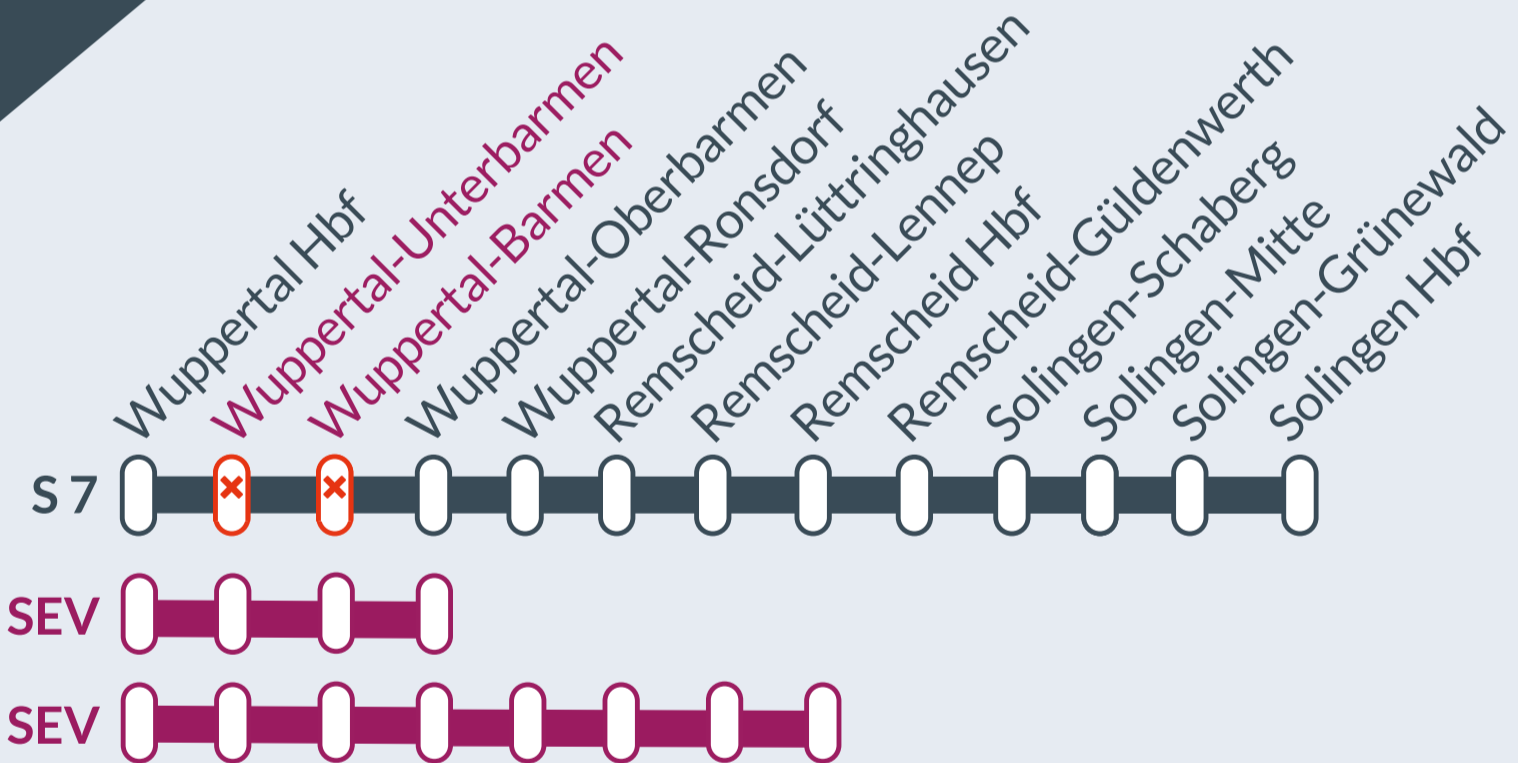 Wuppertal Hbf
Wuppertal-Unterbarmen
Wuppertal-Barmen
Wuppertal-Oberbarmen
Wuppertal-Ronsdorf
Remscheid-Lüttringhausen
Remscheid-Lennep
Remscheid Hbf
Remscheid-Güldenwerth
Solingen-Schaberg
Solingen-Mitte
Solingen-Grünewald
Solingen Hbf
S 7
SEV
SEV